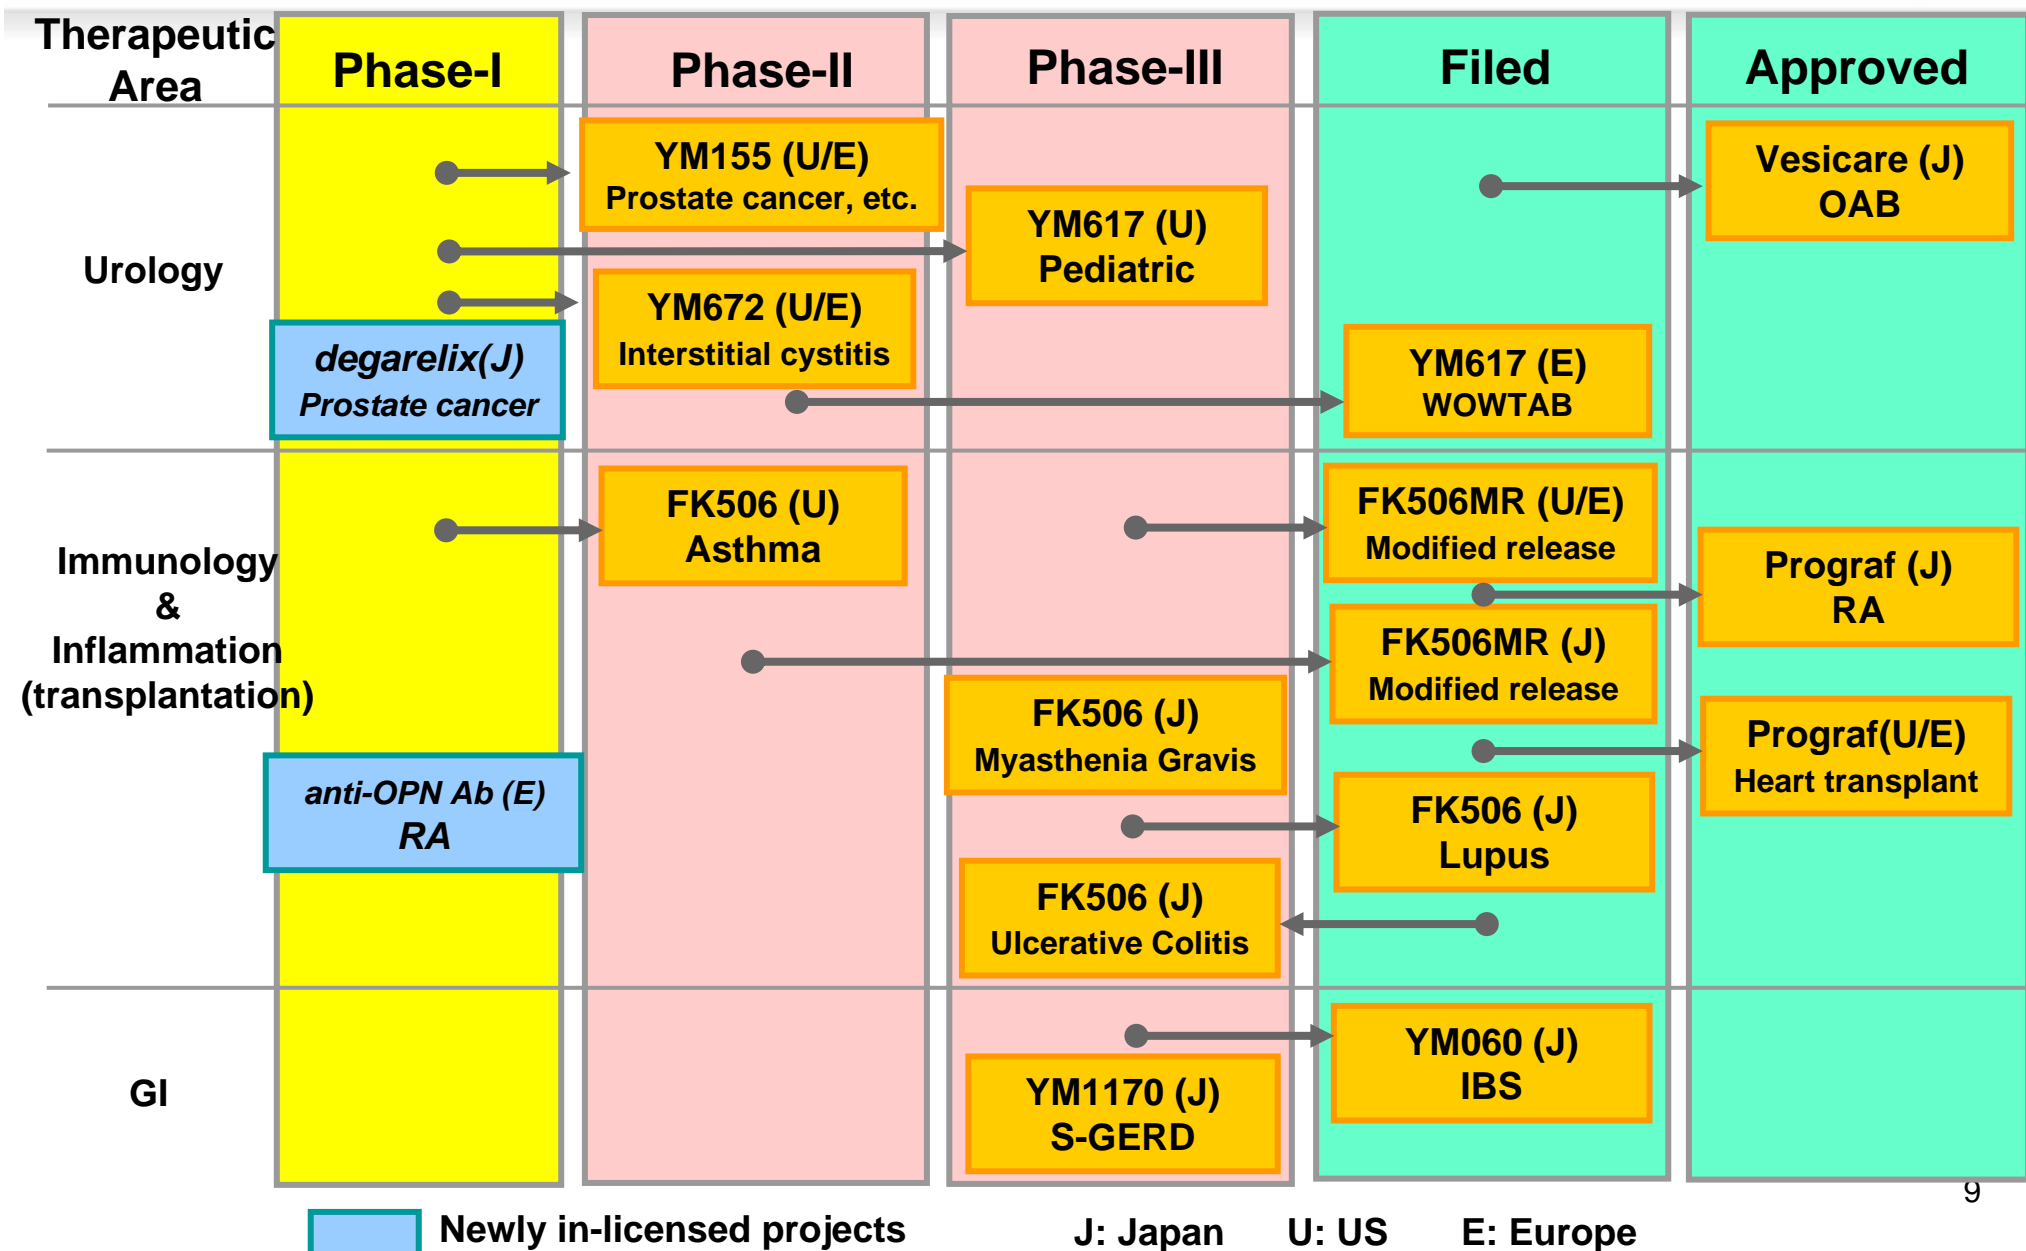 Therapeutic
Area
Phase-I
Phase-II
Phase-III
Filed
Approved
Urology
YM155 (U/E)
Prostate cancer, etc.
YM617 (U)
Pediatric
Vesicare (J)
OAB
YM672 (U/E)
Interstitial cystitis
degarelix(J)
Prostate cancer
YM617 (E)
WOWTAB
Immunology
&
Inflammation
(transplantation)
FK506 (U)
Asthma
FK506MR (U/E)
Modified release
Prograf (J)
RA
FK506MR (J)
Modified release
FK506 (J)
Myasthenia Gravis
Prograf(U/E)
Heart transplant
anti-OPN Ab (E)
RA
FK506 (J)
Lupus
FK506 (J)
Ulcerative Colitis
GI
YM060 (J)
IBS
YM1170 (J)
S-GERD
9
Newly in-licensed projects
J: Japan U: US E: Europe